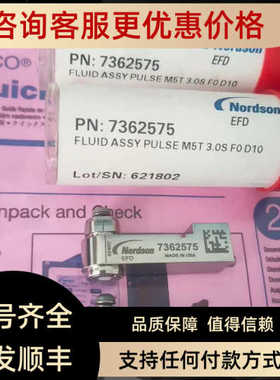 咨询客服更优惠价格
CO®
uick
PN: 7362575
FLUID ASSY PULSE M5T 3.0S F0 D10
Nordson
EFD
PN: 7362575
FLUID ASSY PULSE M5T 3.0S F0 D10
Lot/SN: 621802
npack and Check
2
Nordson
EFD
7362575
MADE IN USA
号齐全
发顺丰
品质保障 值得信赖
支持任何付款方式